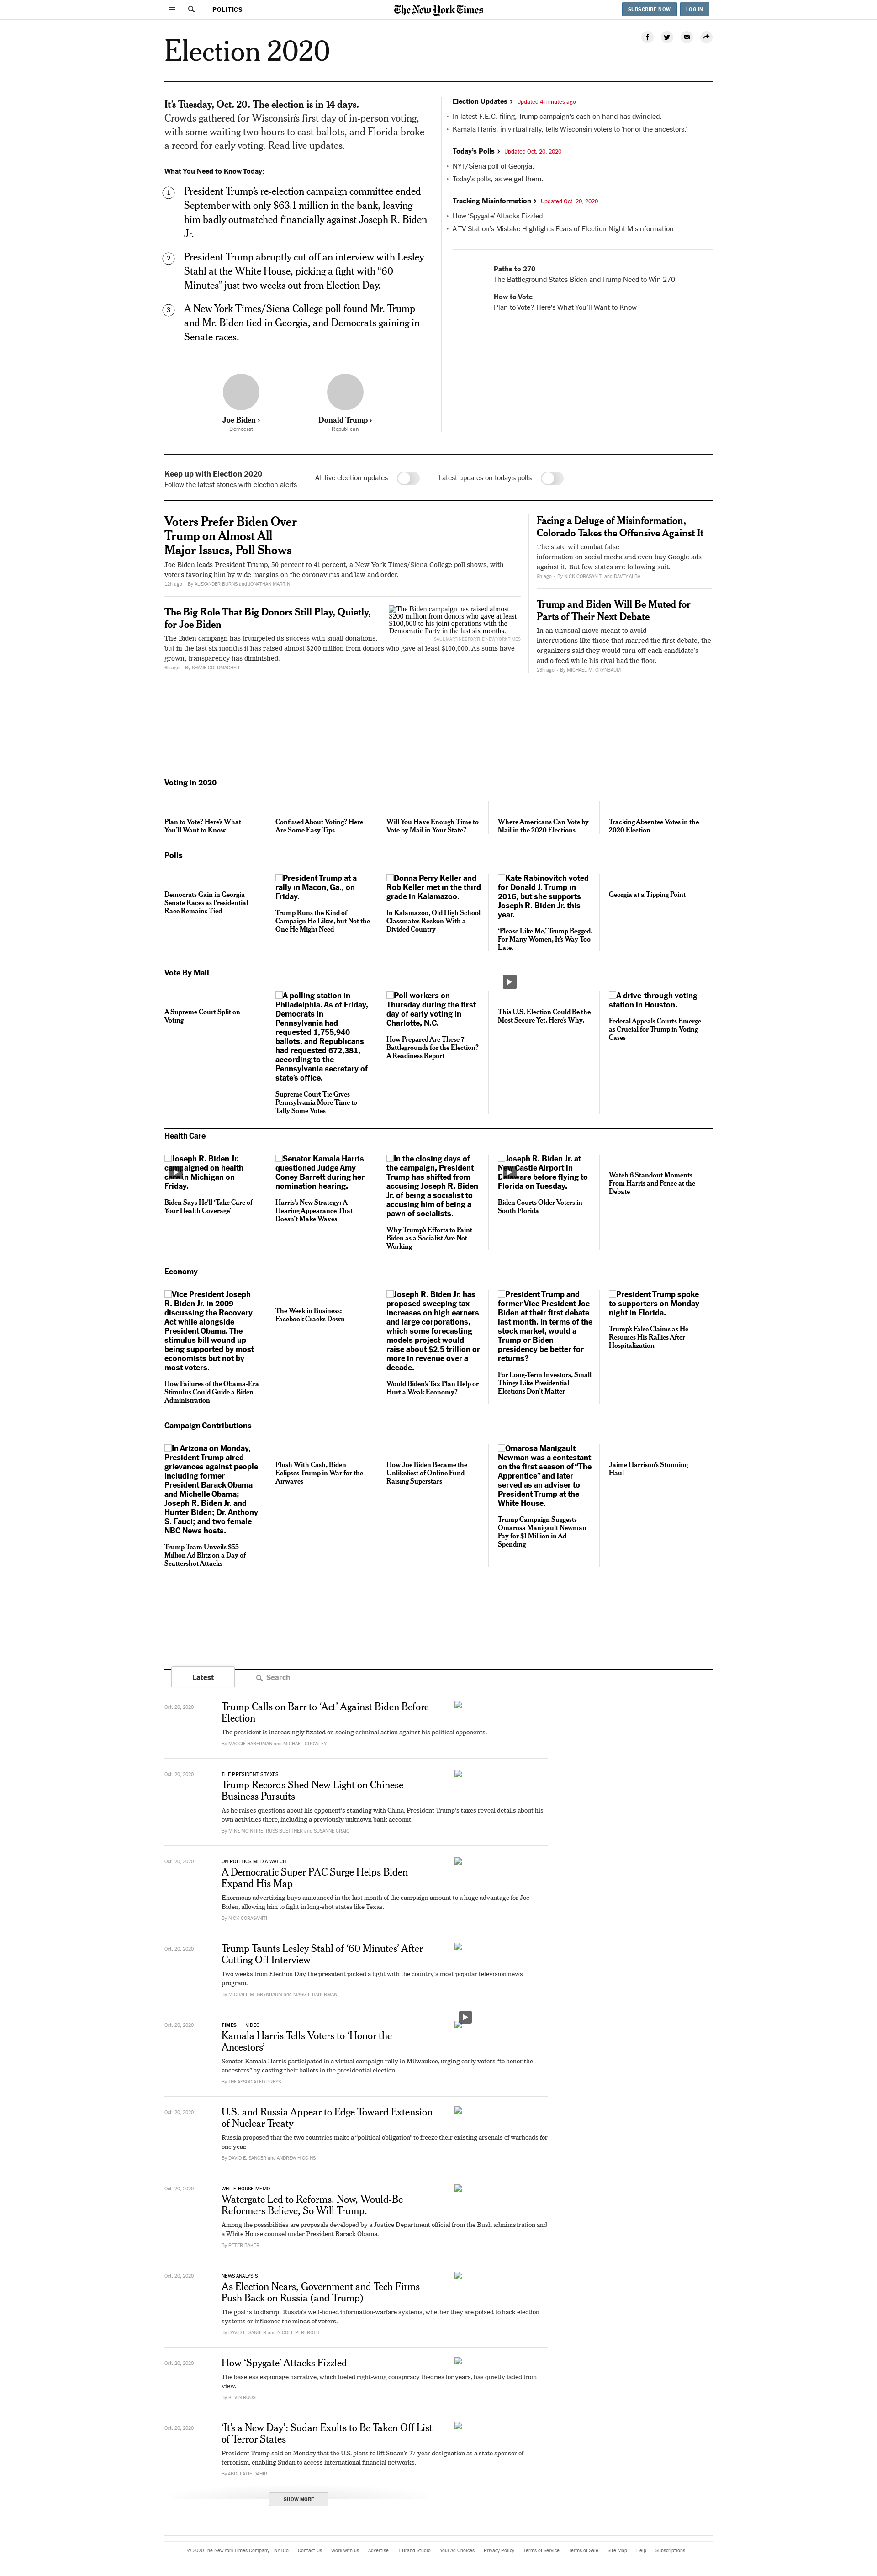 POLITICS
The New York Times
SUBSCRIBE NOW
LOG IN
Election 2020
It's Tuesday, Oct. 20. The election is in 14 days.
Crowds gathered for Wisconsin's first day of in-person voting,
with some waiting two hours to cast ballots, and Florida broke
a record for early voting. Read live updates.
What You Need to Know Today:
1
President Trump's re-election campaign committee ended
September with only $63.1 million in the bank, leaving
him badly outmatched financially against Joseph R. Biden
Jr.
2
President Trump abruptly cut off an interview with Lesley
Stahl at the White House, picking a fight with "60
Minutes" just two weeks out from Election Day.
3
A New York Times/Siena College poll found Mr. Trump
and Mr. Biden tied in Georgia, and Democrats gaining in
Senate races.
Joe Biden ›
Democrat
Donald Trump ›
Republican
Election Updates › Updated 4 minutes ago
• In latest F.E.C. filing, Trump campaign's cash on hand has dwindled.
• Kamala Harris, in virtual rally, tells Wisconsin voters to 'honor the ancestors.'
Today's Polls › Updated Oct. 20, 2020
• NYT/Siena poll of Georgia.
• Today's polls, as we get them.
Tracking Misinformation › Updated Oct. 20, 2020
• How 'Spygate' Attacks Fizzled
• A TV Station's Mistake Highlights Fears of Election Night Misinformation
Paths to 270
The Battleground States Biden and Trump Need to Win 270
How to Vote
Plan to Vote? Here's What You'll Want to Know
Keep up with Election 2020
Follow the latest stories with election alerts
All live election updates
Latest updates on today's polls
Voters Prefer Biden Over
Trump on Almost All
Major Issues, Poll Shows
Joe Biden leads President Trump, 50 percent to 41 percent, a New York Times/Siena College poll shows, with
voters favoring him by wide margins on the coronavirus and law and order.
12h ago - By ALEXANDER BURNS and JONATHAN MARTIN
The Big Role That Big Donors Still Play, Quietly,
for Joe Biden
The Biden campaign has trumpeted its success with small donations,
but in the last six months it has raised almost $200 million from donors who gave at least $100,000. As sums have
grown, transparency has diminished.
6h ago - By SHANE GOLDMACHER
The Biden campaign has raised almost
$200 million from donors who gave at least
$100,000 to his joint operations with the
Democratic Party in the last six months.
SAUL MARTINEZ FOR THE NEW YORK TIMES
Facing a Deluge of Misinformation,
Colorado Takes the Offensive Against It
The state will combat false
information on social media and even buy Google ads
against it. But few states are following suit.
9h ago - By NICK CORASANITI and DAVEY ALBA
Trump and Biden Will Be Muted for
Parts of Their Next Debate
In an unusual move meant to avoid
interruptions like those that marred the first debate, the
organizers said they would turn off each candidate's
audio feed while his rival had the floor.
23h ago - By MICHAEL M. GRYNBAUM
Voting in 2020
Plan to Vote? Here's What
You'll Want to Know
Confused About Voting? Here
Are Some Easy Tips
Will You Have Enough Time to
Vote by Mail in Your State?
Where Americans Can Vote by
Mail in the 2020 Elections
Tracking Absentee Votes in the
2020 Election
Polls
Democrats Gain in Georgia
Senate Races as Presidential
Race Remains Tied
President Trump at a
rally in Macon, Ga., on
Friday.
Trump Runs the Kind of
Campaign He Likes, but Not the
One He Might Need
Donna Perry Keller and
Rob Keller met in the third
grade in Kalamazoo.
In Kalamazoo, Old High School
Classmates Reckon With a
Divided Country
Kate Rabinovitch voted
for Donald J. Trump in
2016, but she supports
Joseph R. Biden Jr. this
year.
'Please Like Me,' Trump Begged.
For Many Women, It's Way Too
Late.
Georgia at a Tipping Point
Vote By Mail
A Supreme Court Split on
Voting
A polling station in
Philadelphia. As of Friday,
Democrats in
Pennsylvania had
requested 1,755,940
ballots, and Republicans
had requested 672,381,
according to the
Pennsylvania secretary of
state's office.
Supreme Court Tie Gives
Pennsylvania More Time to
Tally Some Votes
Poll workers on
Thursday during the first
day of early voting in
Charlotte, N.C.
How Prepared Are These 7
Battlegrounds for the Election?
A Readiness Report
This U.S. Election Could Be the
Most Secure Yet. Here's Why.
A drive-through voting
station in Houston.
Federal Appeals Courts Emerge
as Crucial for Trump in Voting
Cases
Health Care
Joseph R. Biden Jr.
campaigned on health
care in Michigan on
Friday.
Biden Says He'll 'Take Care of
Your Health Coverage'
Senator Kamala Harris
questioned Judge Amy
Coney Barrett during her
nomination hearing.
Harris's New Strategy: A
Hearing Appearance That
Doesn't Make Waves
In the closing days of
the campaign, President
Trump has shifted from
accusing Joseph R. Biden
Jr. of being a socialist to
accusing him of being a
pawn of socialists.
Why Trump's Efforts to Paint
Biden as a Socialist Are Not
Working
Joseph R. Biden Jr. at
New Castle Airport in
Delaware before flying to
Florida on Tuesday.
Biden Courts Older Voters in
South Florida
Watch 6 Standout Moments
From Harris and Pence at the
Debate
Economy
Vice President Joseph
R. Biden Jr. in 2009
discussing the Recovery
Act while alongside
President Obama. The
stimulus bill wound up
being supported by most
economists but not by
most voters.
How Failures of the Obama-Era
Stimulus Could Guide a Biden
Administration
The Week in Business:
Facebook Cracks Down
Joseph R. Biden Jr. has
proposed sweeping tax
increases on high earners
and large corporations,
which some forecasting
models project would
raise about $2.5 trillion or
more in revenue over a
decade.
Would Biden's Tax Plan Help or
Hurt a Weak Economy?
President Trump and
former Vice President Joe
Biden at their first debate
last month. In terms of the
stock market, would a
Trump or Biden
presidency be better for
returns?
For Long-Term Investors, Small
Things Like Presidential
Elections Don't Matter
President Trump spoke
to supporters on Monday
night in Florida.
Trump's False Claims as He
Resumes His Rallies After
Hospitalization
Campaign Contributions
In Arizona on Monday,
President Trump aired
grievances against people
including former
President Barack Obama
and Michelle Obama;
Joseph R. Biden Jr. and
Hunter Biden; Dr. Anthony
S. Fauci; and two female
NBC News hosts.
Trump Team Unveils $55
Million Ad Blitz on a Day of
Scattershot Attacks
Flush With Cash, Biden
Eclipses Trump in War for the
Airwaves
How Joe Biden Became the
Unlikeliest of Online Fund-
Raising Superstars
Omarosa Manigault
Newman was a contestant
on the first season of "The
Apprentice" and later
served as an adviser to
President Trump at the
White House.
Trump Campaign Suggests
Omarosa Manigault Newman
Pay for $1 Million in Ad
Spending
Jaime Harrison's Stunning
Haul
Latest
Search
Oct. 20, 2020
Trump Calls on Barr to 'Act' Against Biden Before
Election
The president is increasingly fixated on seeing criminal action against his political opponents.
By MAGGIE HABERMAN and MICHAEL CROWLEY
Oct. 20, 2020
THE PRESIDENT'S TAXES
Trump Records Shed New Light on Chinese
Business Pursuits
As he raises questions about his opponent's standing with China, President Trump's taxes reveal details about his
own activities there, including a previously unknown bank account.
By MIKE MCINTIRE, RUSS BUETTNER and SUSANNE CRAIG
Oct. 20, 2020
ON POLITICS MEDIA WATCH
A Democratic Super PAC Surge Helps Biden
Expand His Map
Enormous advertising buys announced in the last month of the campaign amount to a huge advantage for Joe
Biden, allowing him to fight in long-shot states like Texas.
By NICK CORASANITI
Oct. 20, 2020
Trump Taunts Lesley Stahl of '60 Minutes' After
Cutting Off Interview
Two weeks from Election Day, the president picked a fight with the country's most popular television news
program.
By MICHAEL M. GRYNBAUM and MAGGIE HABERMAN
Oct. 20, 2020
TIMES | VIDEO
Kamala Harris Tells Voters to 'Honor the
Ancestors'
Senator Kamala Harris participated in a virtual campaign rally in Milwaukee, urging early voters "to honor the
ancestors" by casting their ballots in the presidential election.
By THE ASSOCIATED PRESS
Oct. 20, 2020
U.S. and Russia Appear to Edge Toward Extension
of Nuclear Treaty
Russia proposed that the two countries make a "political obligation" to freeze their existing arsenals of warheads for
one year.
By DAVID E. SANGER and ANDREW HIGGINS
Oct. 20, 2020
WHITE HOUSE MEMO
Watergate Led to Reforms. Now, Would-Be
Reformers Believe, So Will Trump.
Among the possibilities are proposals developed by a Justice Department official from the Bush administration and
a White House counsel under President Barack Obama.
By PETER BAKER
Oct. 20, 2020
NEWS ANALYSIS
As Election Nears, Government and Tech Firms
Push Back on Russia (and Trump)
The goal is to disrupt Russia's well-honed information-warfare systems, whether they are poised to hack election
systems or influence the minds of voters.
By DAVID E. SANGER and NICOLE PERLROTH
Oct. 20, 2020
How 'Spygate' Attacks Fizzled
The baseless espionage narrative, which fueled right-wing conspiracy theories for years, has quietly faded from
view.
By KEVIN ROOSE
Oct. 20, 2020
'It's a New Day': Sudan Exults to Be Taken Off List
of Terror States
President Trump said on Monday that the U.S. plans to lift Sudan's 27-year designation as a state sponsor of
terrorism, enabling Sudan to access international financial networks.
By ABDI LATIF DAHIR
SHOW MORE
© 2020 The New York Times Company NYTCo Contact Us Work with us Advertise T Brand Studio Your Ad Choices Privacy Policy Terms of Service Terms of Sale Site Map Help Subscriptions